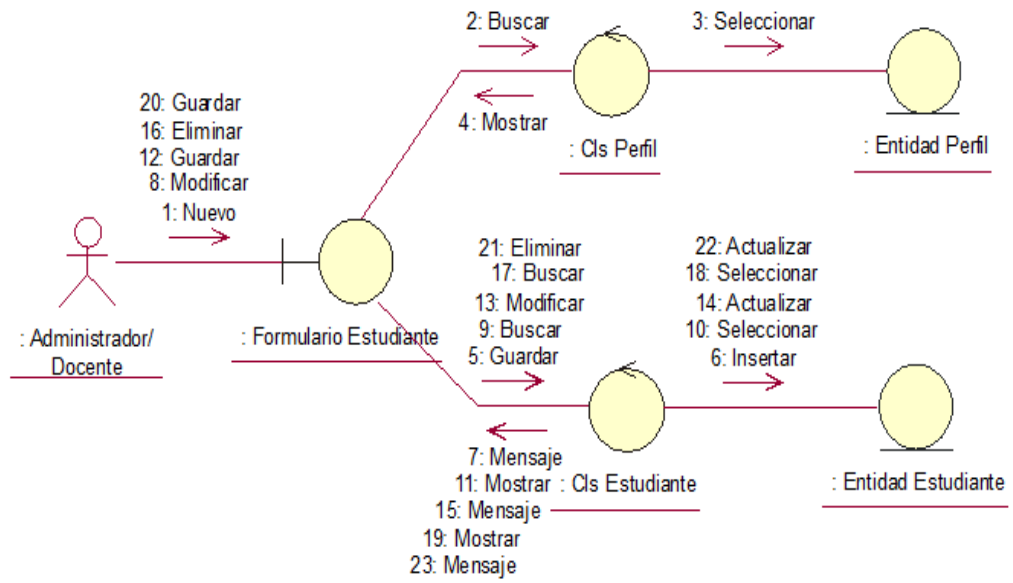 2: Buscar
3: Seleccionar
4: Mostrar
: Cls Perfil
: Entidad Perfil
20: Guardar
16: Eliminar
12: Guardar
8: Modificar
1: Nuevo
: Administrador/
Docente
: Formulario Estudiante
21: Eliminar
17: Buscar
13: Modificar
9: Buscar
5: Guardar
22: Actualizar
18: Seleccionar
14: Actualizar
10: Seleccionar
6: Insertar
7: Mensaje
11: Mostrar
15: Mensaje
19: Mostrar
23: Mensaje
: Cls Estudiante
: Entidad Estudiante